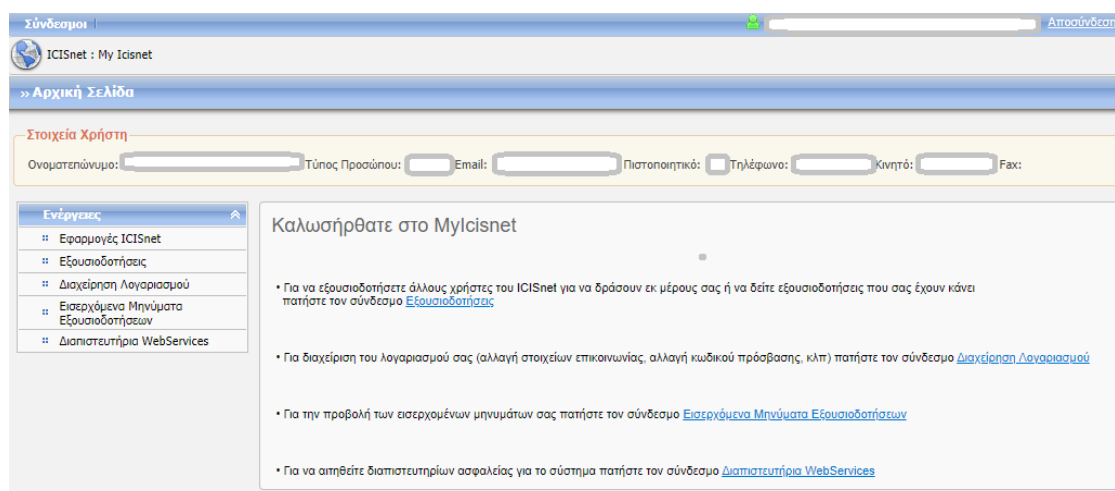 Σύνδεσμοι
Αποσύνδεση
ICISnet : My Icisnet
» Αρχική Σελίδα
Στοιχεία Χρήστη
Ονοματεπώνυμο: Τύπος Προσώπου: Email: Πιστοποιητικό: Τηλέφωνο: Κινητό: Fax:
Ενέργειες
Εφαρμογές ICISnet
Εξουσιοδοτήσεις
Διαχείρηση Λογαριασμού
Εισερχόμενα Μηνύματα
Εξουσιοδοτήσεων
Διαπιστευτήρια WebServices
Καλωσήρθατε στο MyIcisnet
• Για να εξουσιοδοτήσετε άλλους χρήστες του ICISnet για να δράσουν εκ μέρους σας ή να δείτε εξουσιοδοτήσεις που σας έχουν κάνει
πατήστε τον σύνδεσμο Εξουσιοδοτήσεις
• Για διαχείριση του λογαριασμού σας (αλλαγή στοιχείων επικοινωνίας, αλλαγή κωδικού πρόσβασης, κλπ) πατήστε τον σύνδεσμο Διαχείρηση Λογαριασμού
• Για την προβολή των εισερχομένων μηνυμάτων σας πατήστε τον σύνδεσμο Εισερχόμενα Μηνύματα Εξουσιοδοτήσεων
• Για να αιτηθείτε διαπιστευτηρίων ασφαλείας για το σύστημα πατήστε τον σύνδεσμο Διαπιστευτήρια WebServices